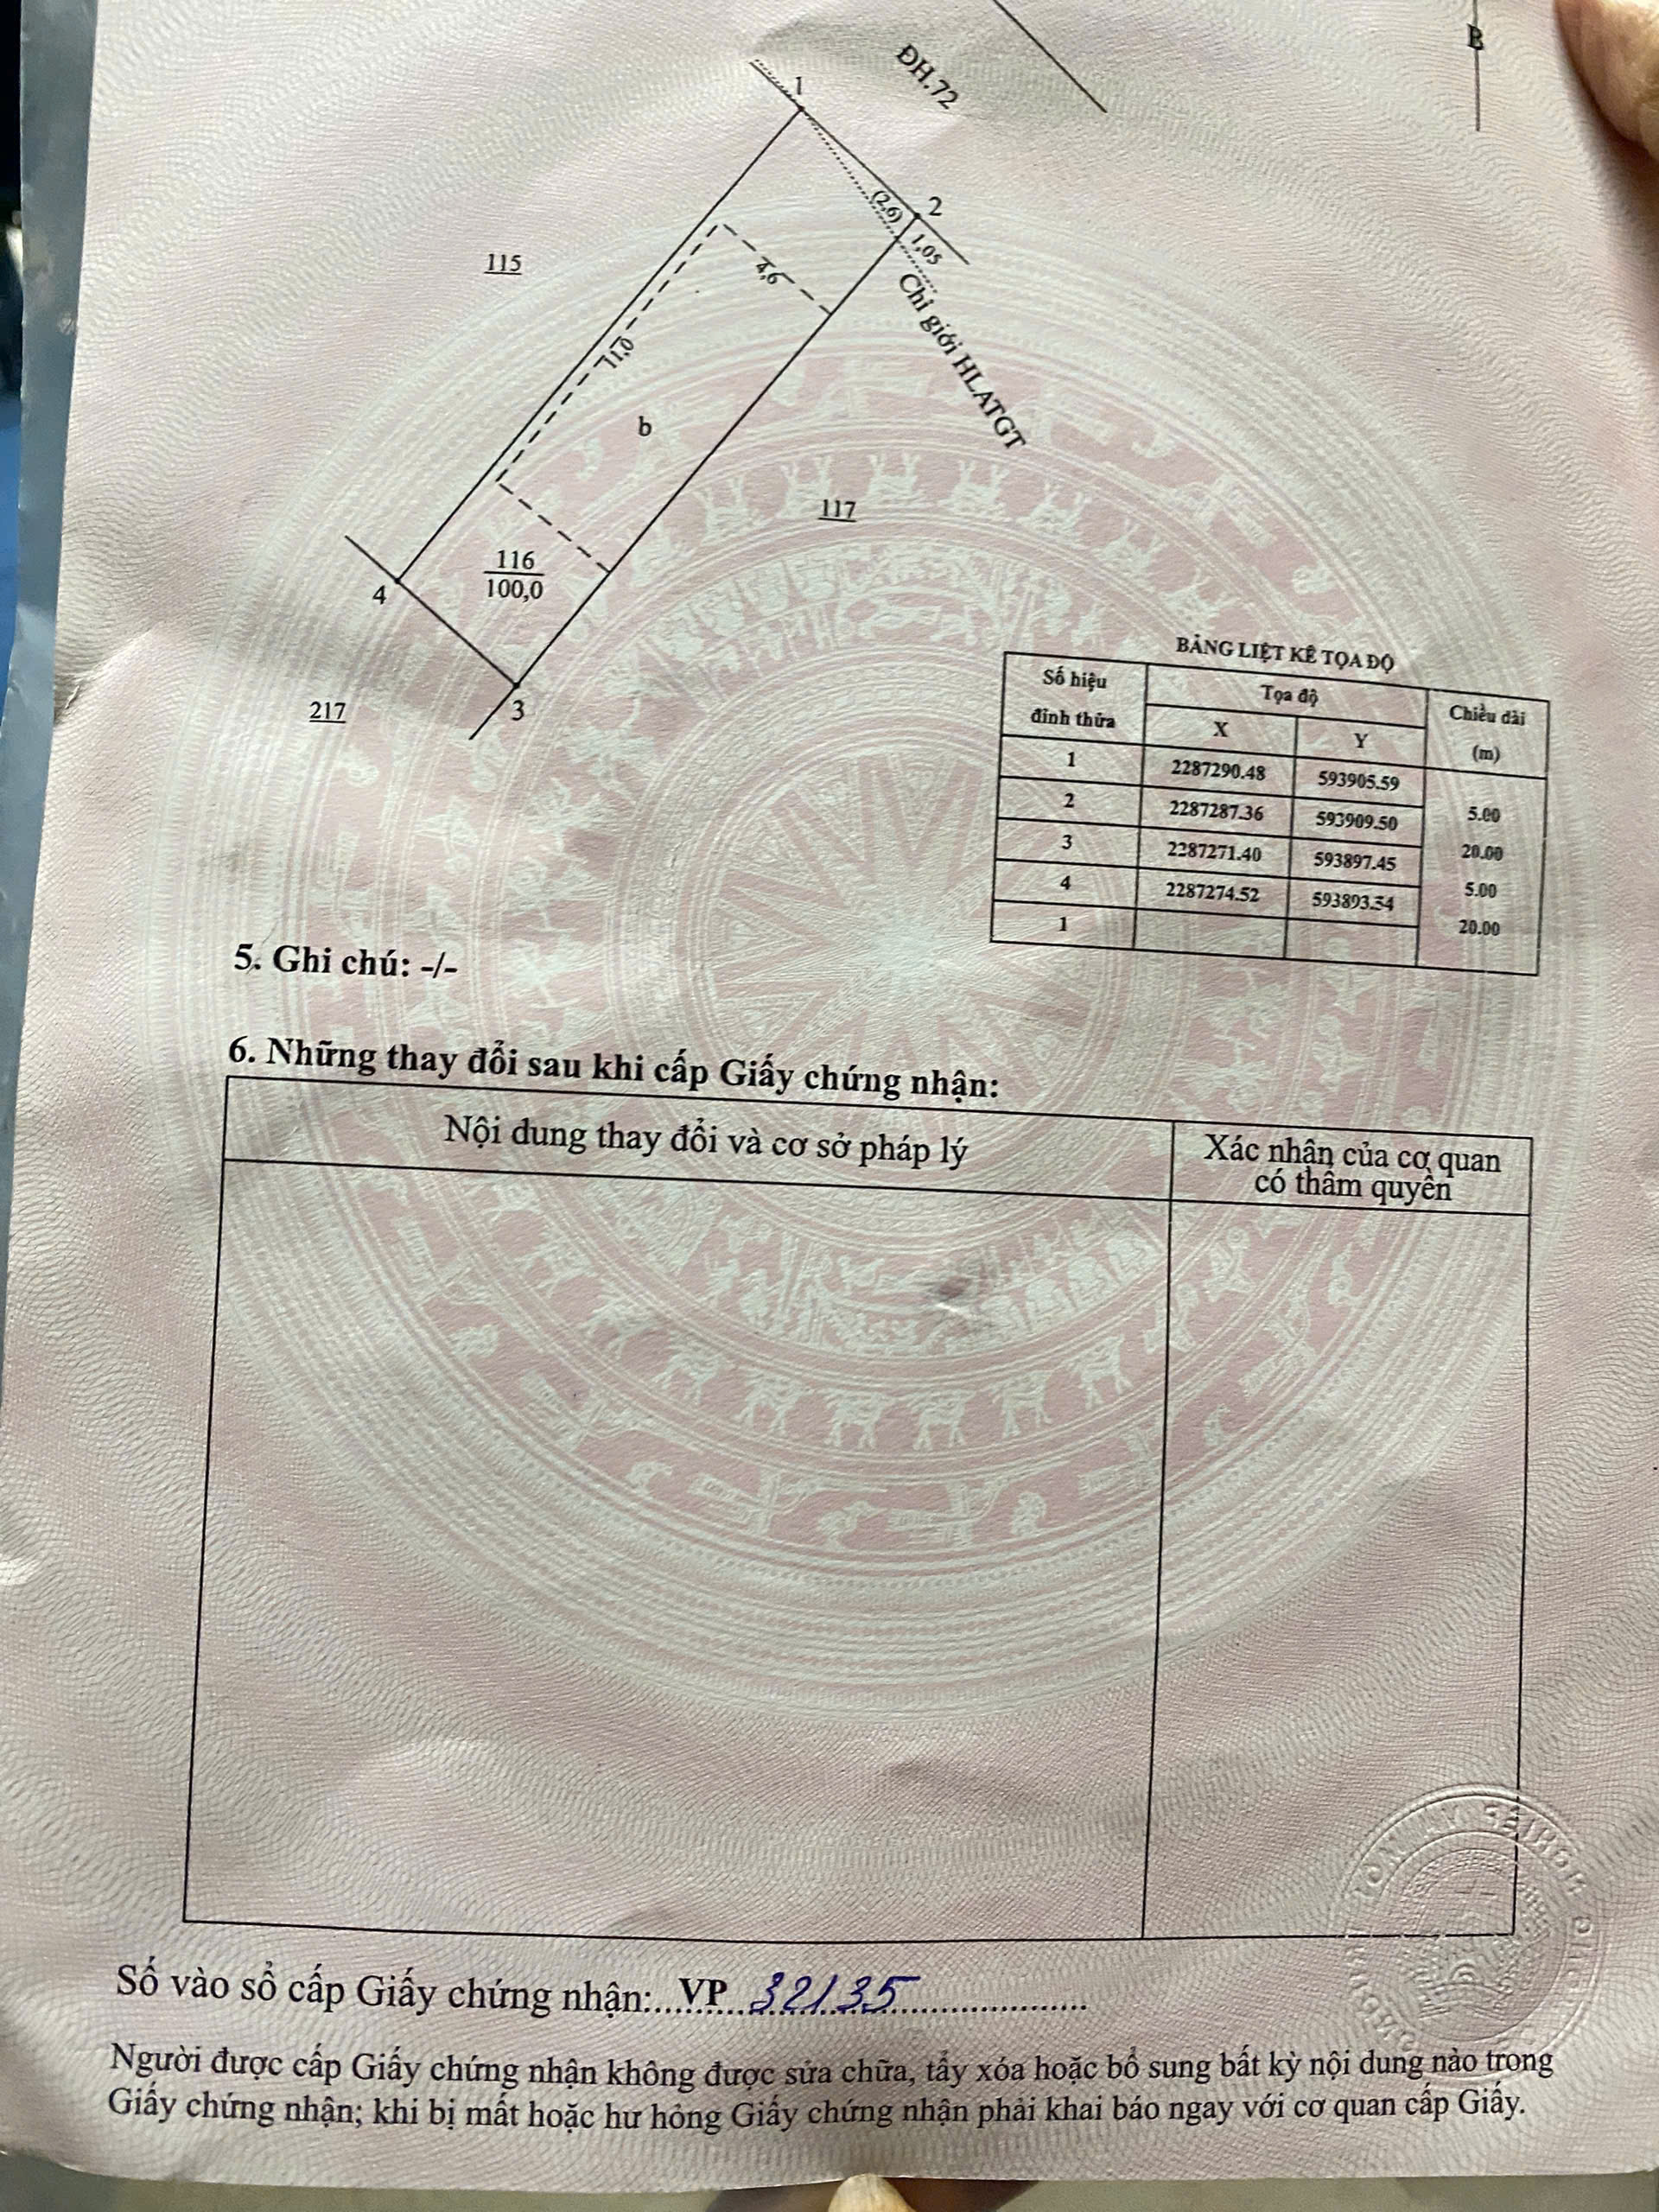 B
ĐH.72
1
(2,6)
2
1,05
Chỉ giới HLATGT
115
4,6
11,0
b
117
116
100,0
4
3
217
BẢNG LIỆT KÊ TỌA ĐỘ
Số hiệu đỉnh thửa Tọa độ Chiều dài (m)
X Y
1 2287290.48 593905.59
5.00
2 2287287.36 593909.50
20.00
3 2287271.40 593897.45
5.00
4 2287274.52 593893.54
20.00
1
5. Ghi chú: -/-
6. Những thay đổi sau khi cấp Giấy chứng nhận:
Nội dung thay đổi và cơ sở pháp lý Xác nhận của cơ quan
có thẩm quyền
Số vào sổ cấp Giấy chứng nhận:....VP 32135....................
Người được cấp Giấy chứng nhận không được sửa chữa, tẩy xóa hoặc bổ sung bất kỳ nội dung nào trong
Giấy chứng nhận; khi bị mất hoặc hư hỏng Giấy chứng nhận phải khai báo ngay với cơ quan cấp Giấy.